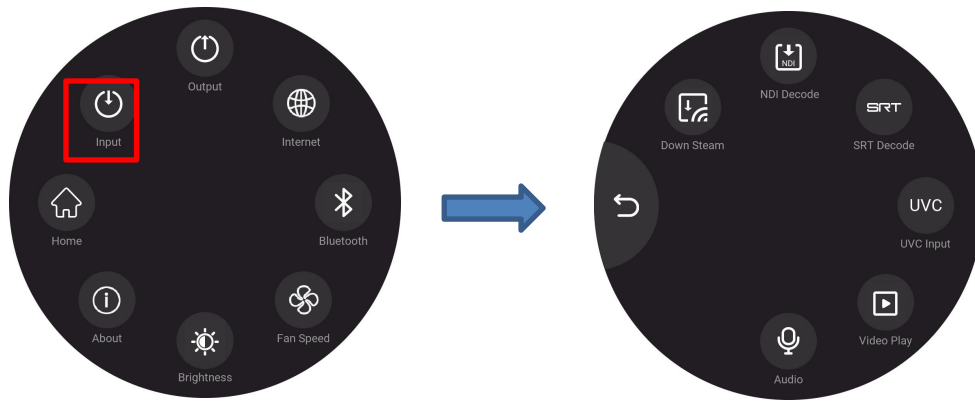 Output
Input
Internet
Home
Bluetooth
About
Fan Speed
Brightness
NDI
NDI Decode
SRT
Down Steam
SRT Decode
UVC
UVC Input
Video Play
Audio